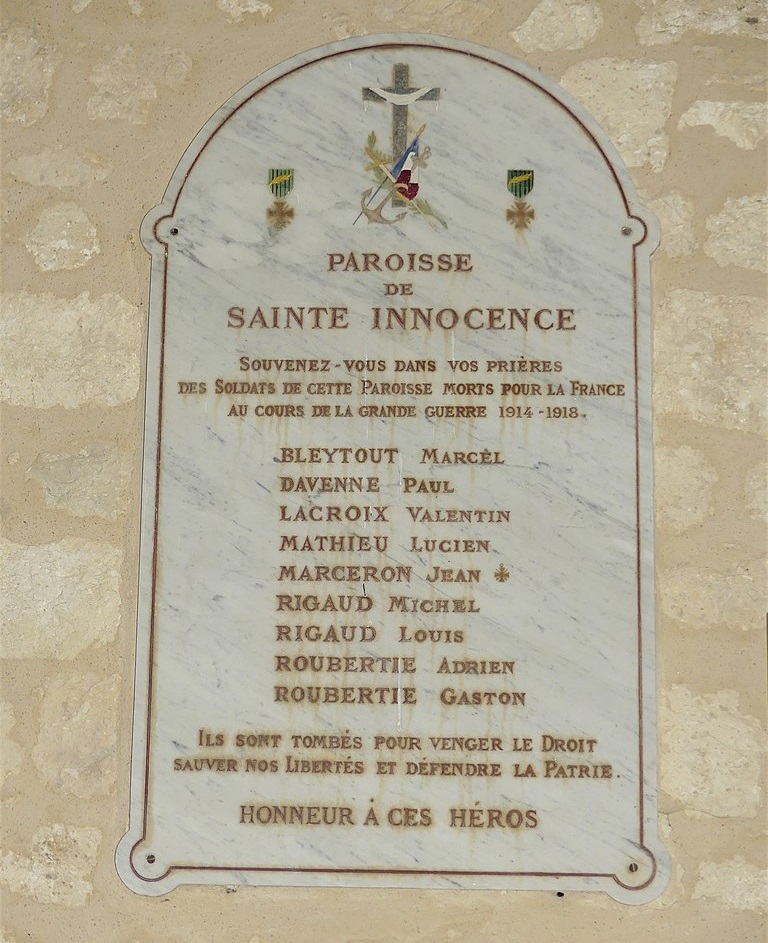 PAROISSE
DE
SAINTE INNOCENCE
SOUVENEZ-VOUS DANS VOS PRIÈRES
DES SOLDATS DE CETTE PAROISSE MORTS POUR LA FRANCE
AU COURS DE LA GRANDE GUERRE 1914-1918.
BLEYTOUT MARCEL
DAVENNE PAUL
LACROIX VALENTIN
MATHIEU LUCIEN
MARCERON JEAN
RIGAUD MICHEL
RIGAUD LOUIS
ROUBERTIE ADRIEN
ROUBERTIE GASTON
ILS SONT TOMBÉS POUR VENGER LE DROIT
SAUVER NOS LIBERTÉS ET DÉFENDRE LA PATRIE.
HONNEUR À CES HÉROS